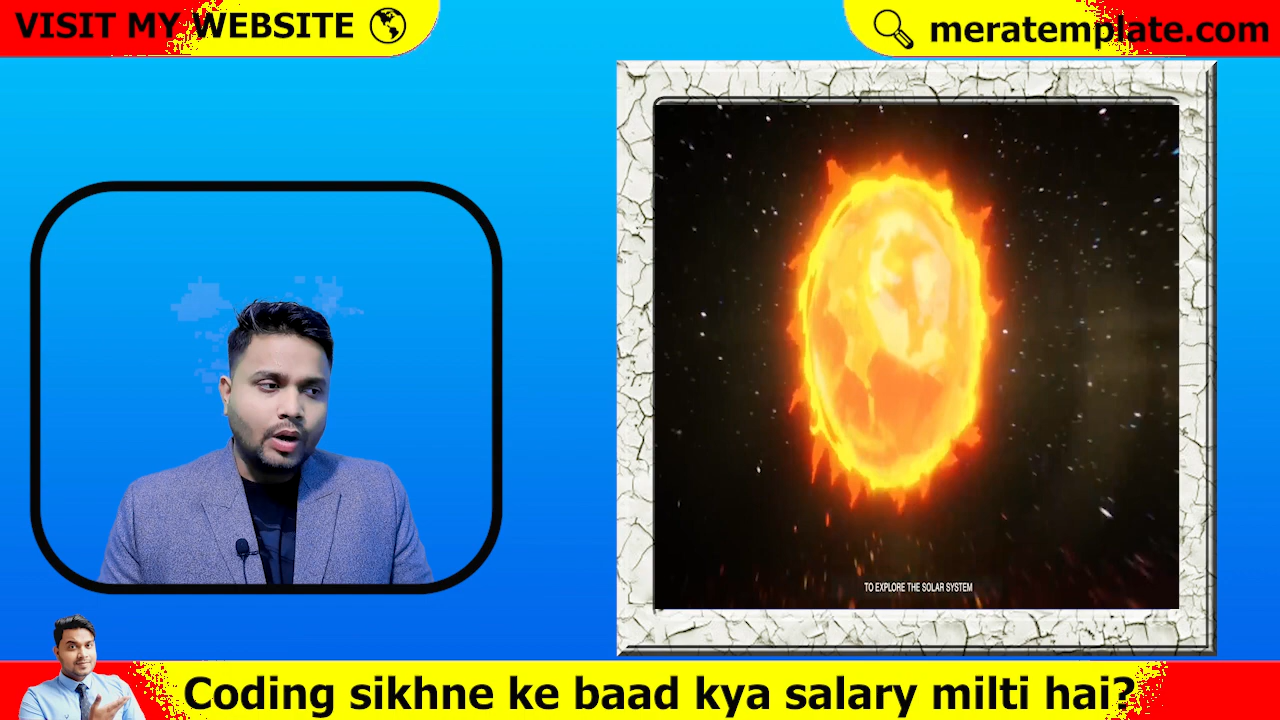 VISIT MY WEBSITE
meratemplate.com
TO EXPLORE THE SOLAR SYSTEM
Coding sikhne ke baad kya salary milti hai?